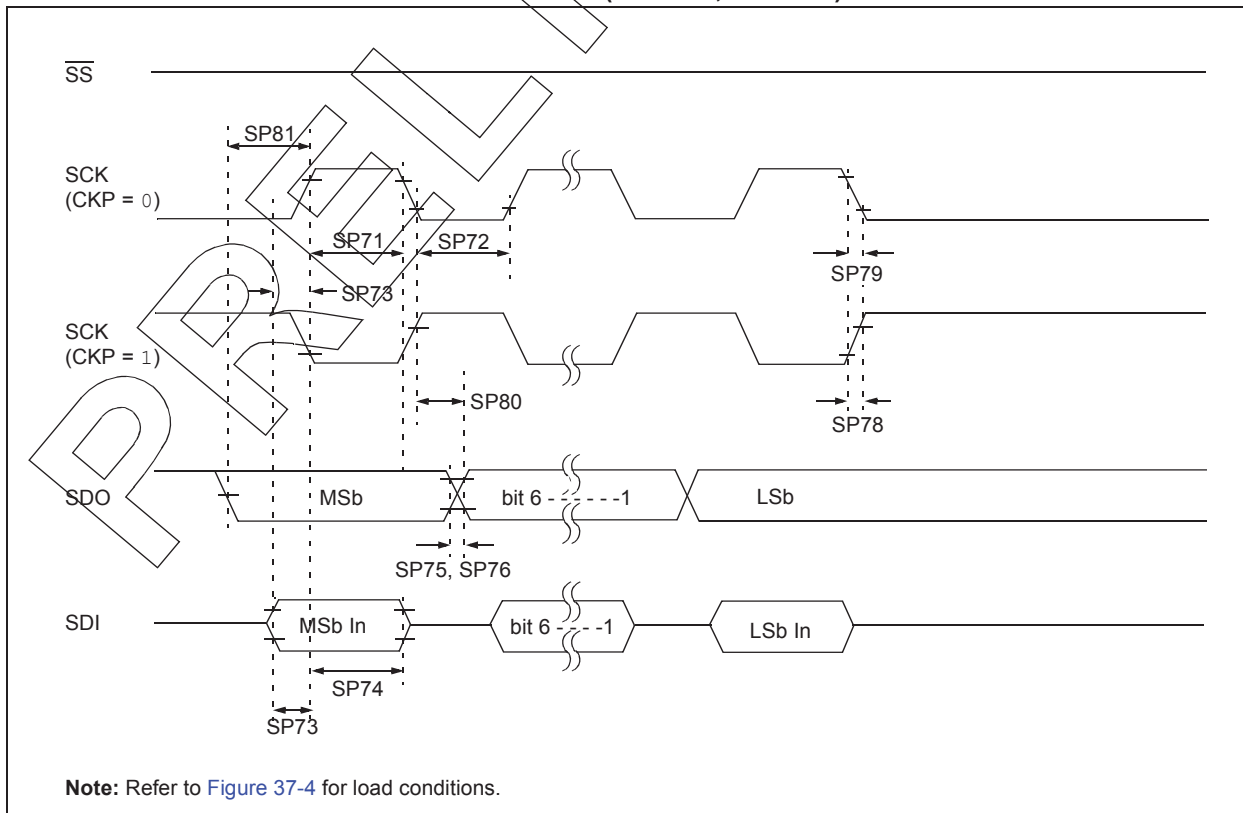 SS
SP81
SCK
(CKP = 0)
SP71
SP72
SP79
SP73
SCK
(CKP = 1)
SP80
SP78
SDO
MSb
bit 6 - - - - - -1
LSb
SP75, SP76
SDI
MSb In
bit 6 - - - - -1
LSb In
SP74
SP73
Note: Refer to Figure 37-4 for load conditions.